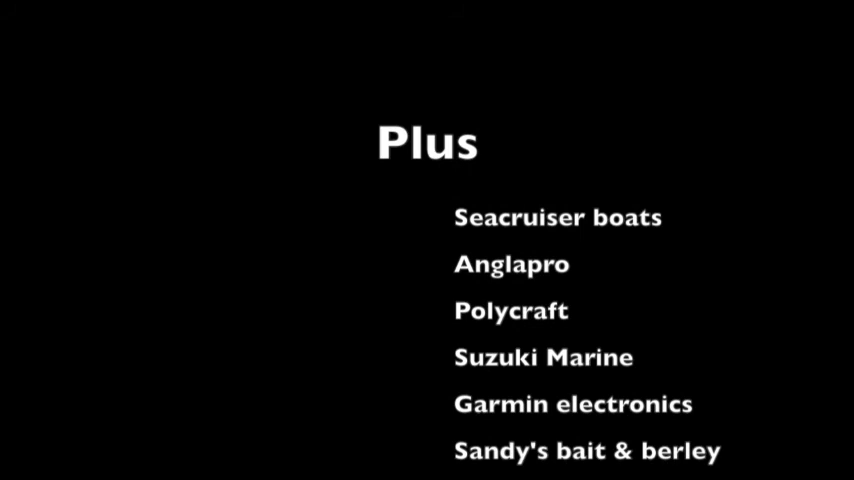 Plus
Seacruiser boats
Anglapro
Polycraft
Suzuki Marine
Garmin electronics
Sandy's bait & berley